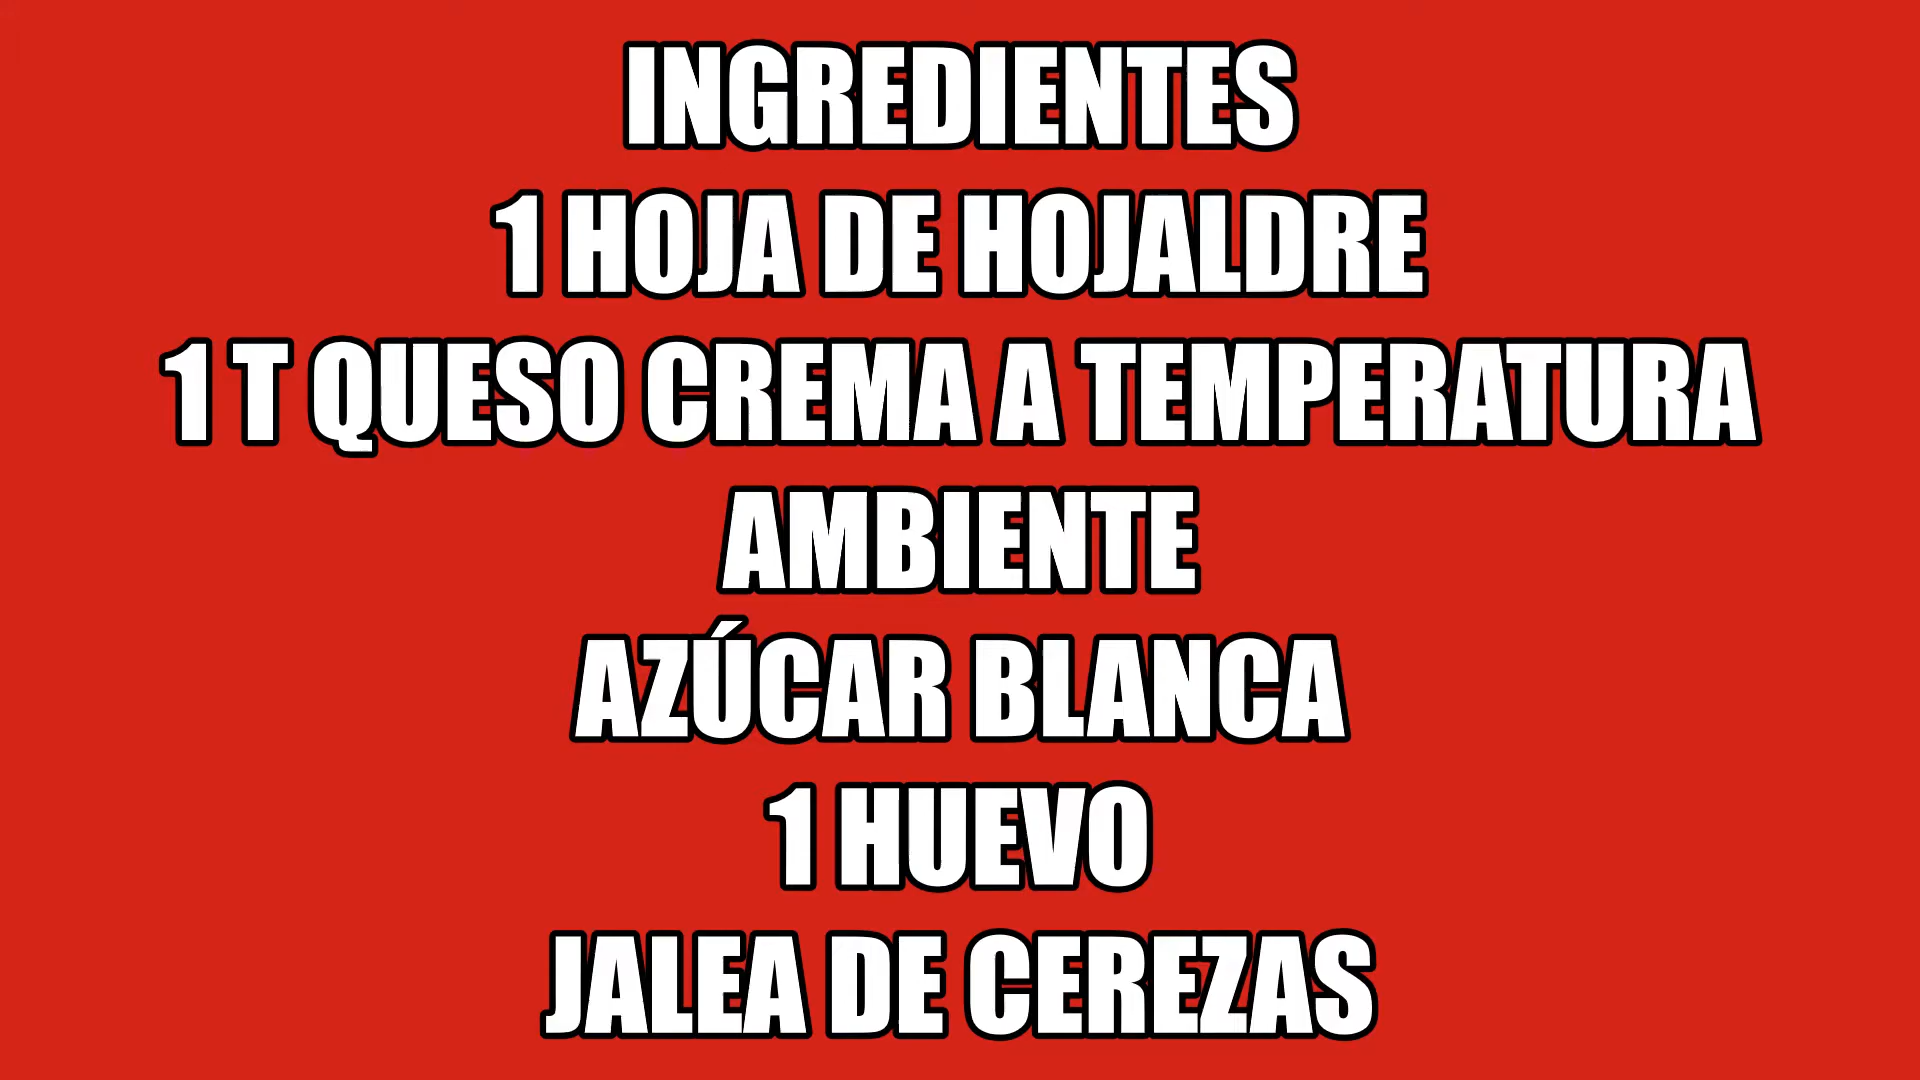 INGREDIENTES
1 HOJA DE HOJALDRE
1 T QUESO CREMA A TEMPERATURA
AMBIENTE
AZÚCAR BLANCA
1 HUEVO
JALEA DE CEREZAS